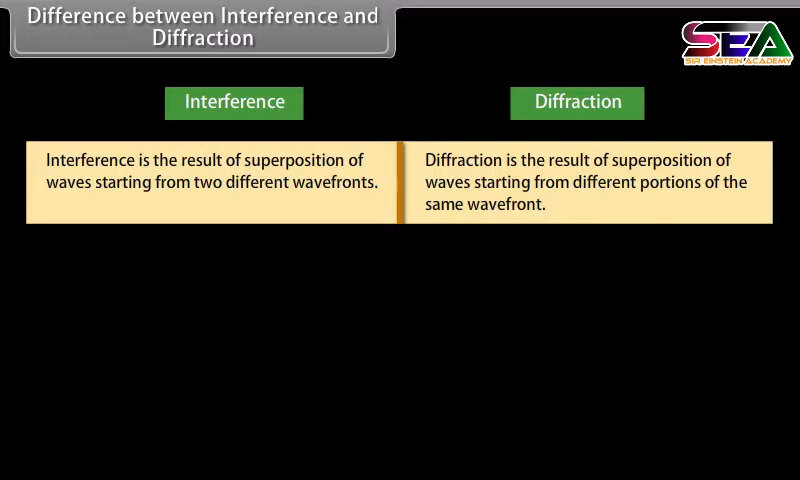 Difference between Interference and
Diffraction
SEA
SIR EINSTEIN ACADEMY
Interference
Diffraction
Interference is the result of superposition of
waves starting from two different wavefronts.
Diffraction is the result of superposition of
waves starting from different portions of the
same wavefront.